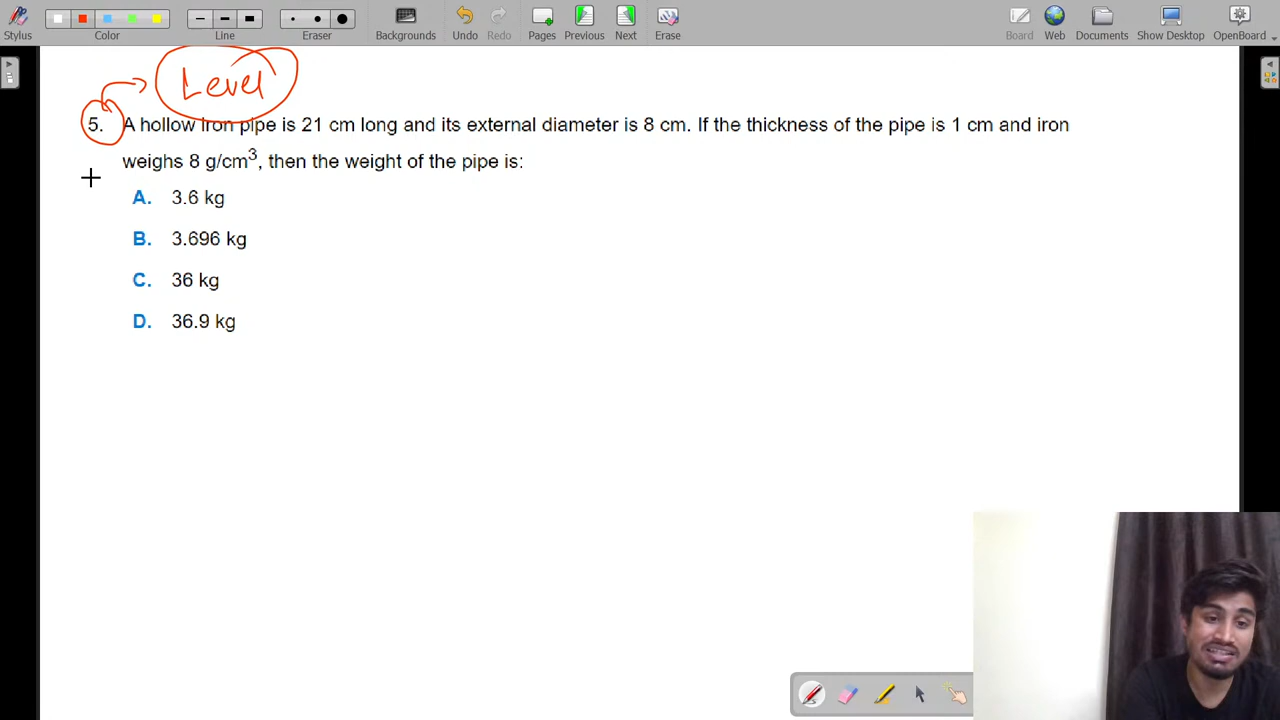 Stylus
Color
Line
Eraser
Backgrounds
Undo
Redo
Pages
Previous
Next
Erase
Board
Web
Documents
Show Desktop
OpenBoard
Level
5. A hollow iron pipe is 21 cm long and its external diameter is 8 cm. If the thickness of the pipe is 1 cm and iron
weighs 8 g/cm³, then the weight of the pipe is:
A. 3.6 kg
B. 3.696 kg
C. 36 kg
D. 36.9 kg